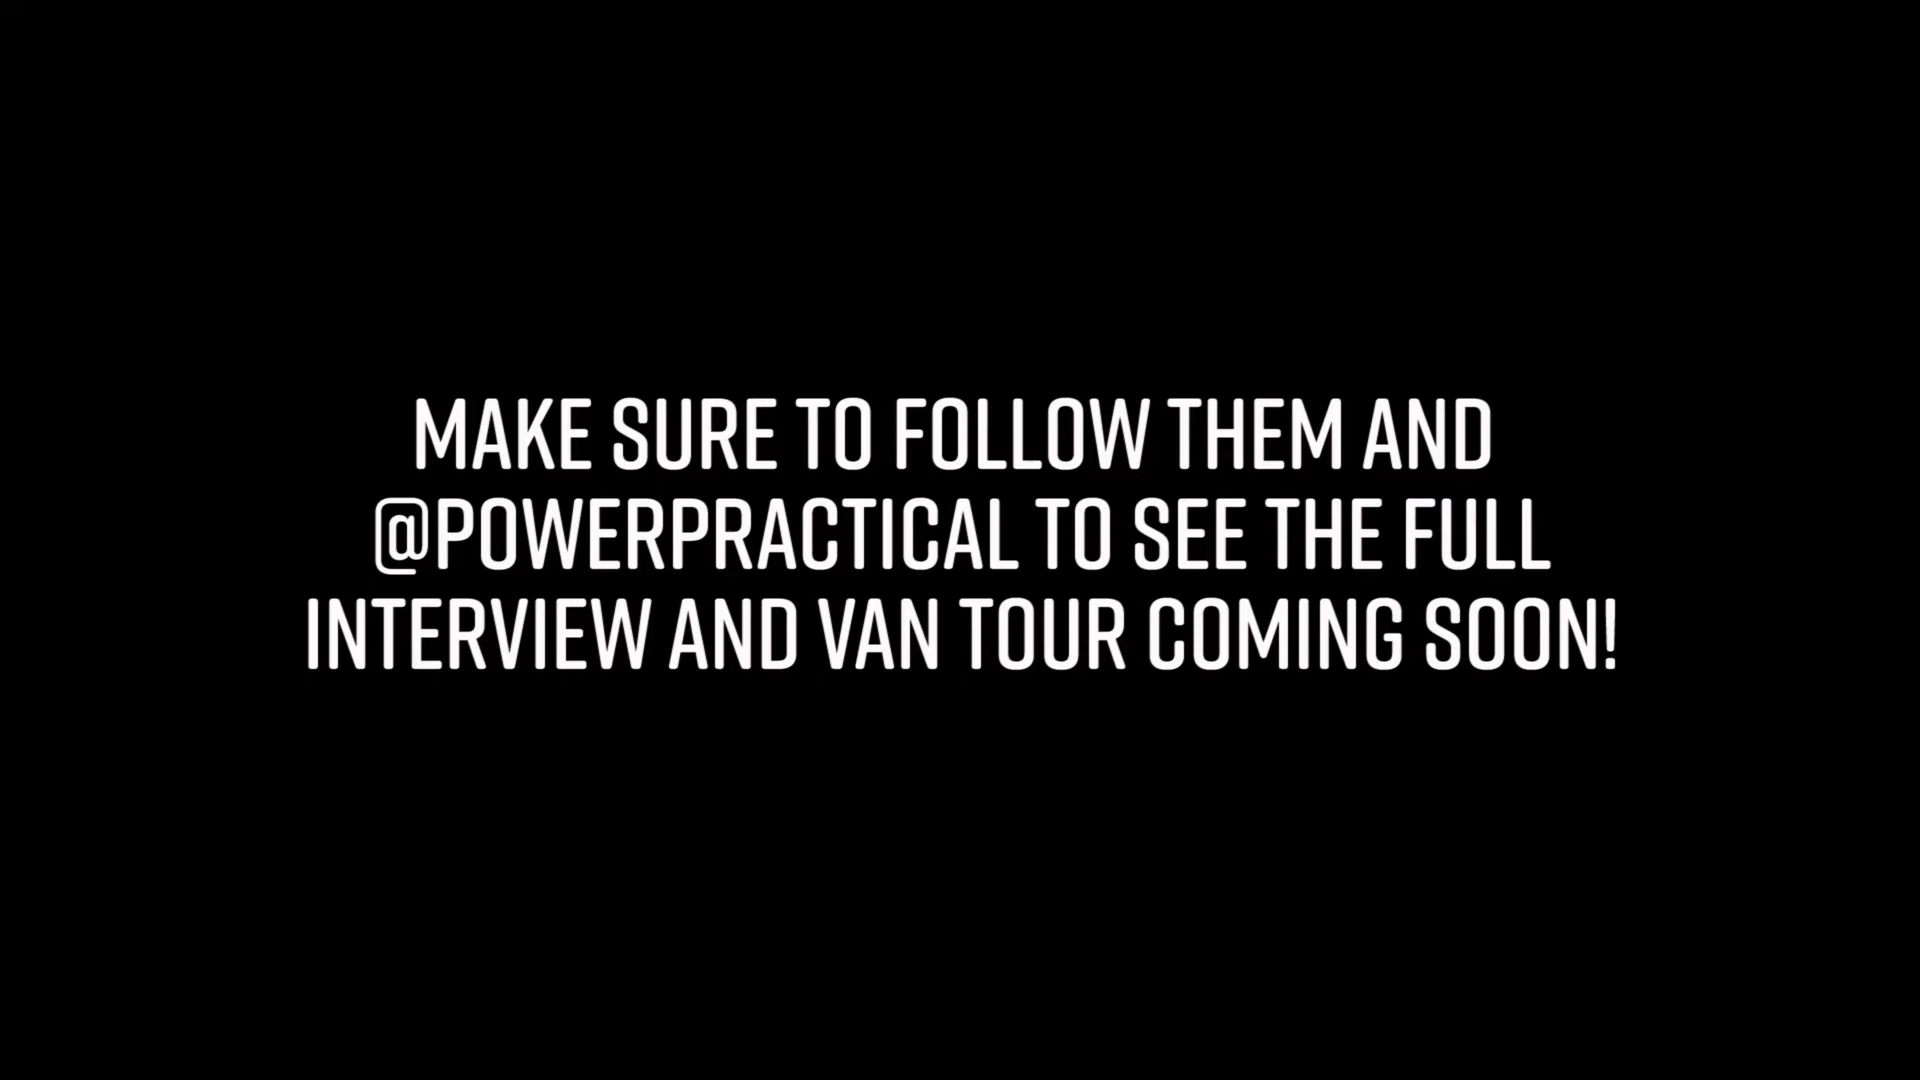 MAKE SURE TO FOLLOW THEM AND
@POWERPRACTICAL TO SEE THE FULL
INTERVIEW AND VAN TOUR COMING SOON!